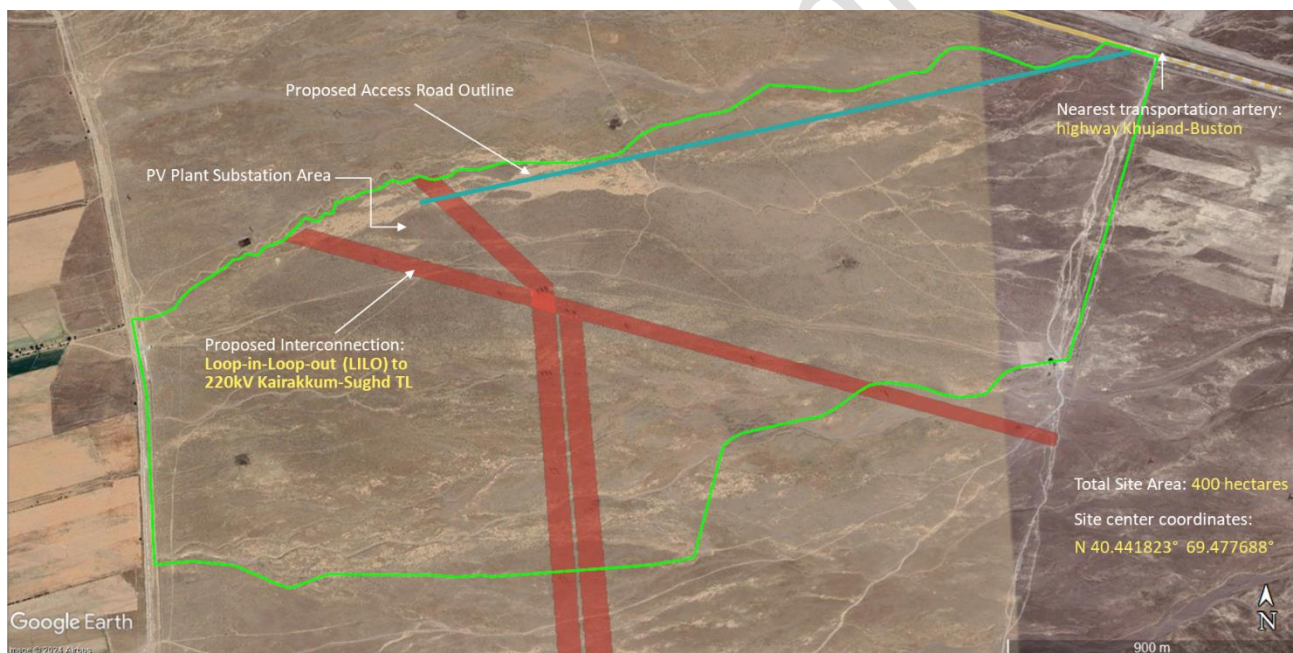 Proposed Access Road Outline
Nearest transportation artery:
highway Khujand-Buston
PV Plant Substation Area
Proposed Interconnection:
Loop-in-Loop-out (LILO) to
220kV Kairakkum-Sughd TL
Total Site Area: 400 hectares
Site center coordinates:
N 40.441823° 69.477688°
Google Earth
N
900 m